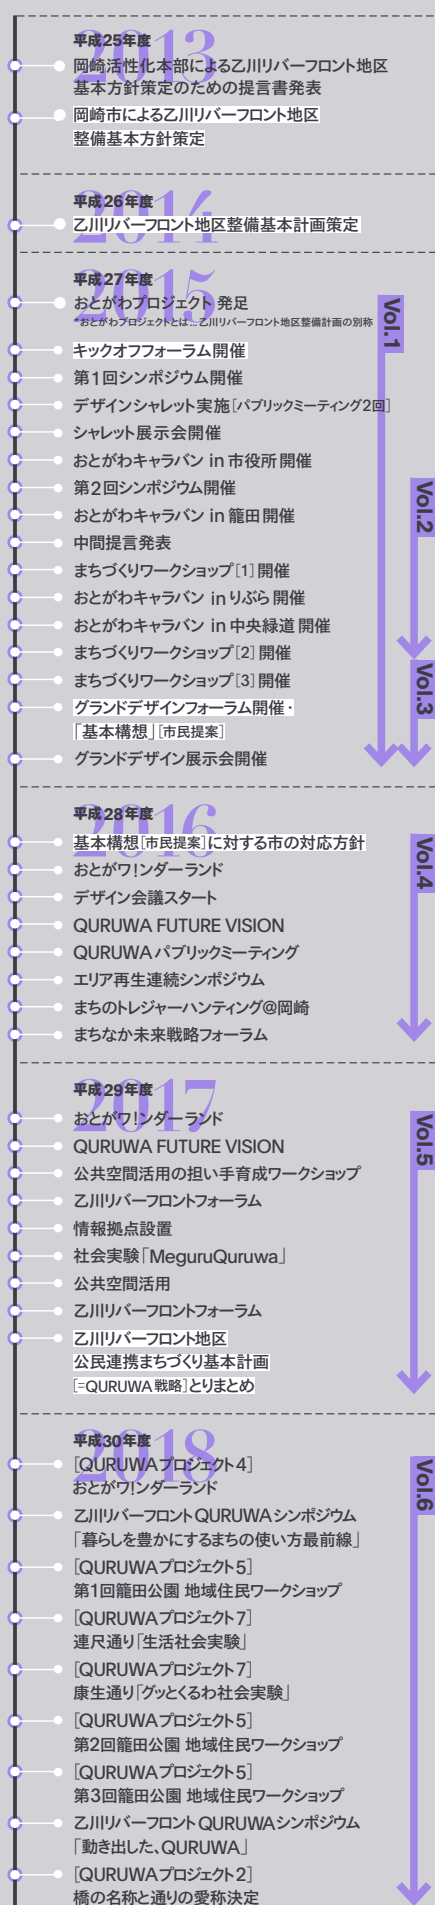 2013
平成25年度
岡崎活性化本部による乙川リバーフロント地区
基本方針策定のための提言書発表
岡崎市による乙川リバーフロント地区
整備基本方針策定
2014
平成26年度
乙川リバーフロント地区整備基本計画策定
2015
平成27年度
おとがわプロジェクト 発足
*おとがわプロジェクトとは...乙川リバーフロント地区整備計画の別称
Vol.1
キックオフフォーラム開催
第1回シンポジウム開催
デザインシャレット実施[パブリックミーティング2回]
シャレット展示会開催
おとがわキャラバン in 市役所 開催
第2回シンポジウム開催
Vol.2
おとがわキャラバン in 籠田 開催
中間提言発表
まちづくりワークショップ[1] 開催
おとがわキャラバン in りぶら 開催
おとがわキャラバン in 中央緑道 開催
まちづくりワークショップ[2] 開催
まちづくりワークショップ[3] 開催
Vol.3
グランドデザインフォーラム開催・
「基本構想」[市民提案]
グランドデザイン展示会開催
2016
平成28年度
基本構想[市民提案]に対する市の対応方針
Vol.4
おとがワ!ンダーランド
デザイン会議スタート
QURUWA FUTURE VISION
QURUWA パブリックミーティング
エリア再生連続シンポジウム
まちのトレジャーハンティング@岡崎
まちなか未来戦略フォーラム
2017
平成29年度
おとがワ!ンダーランド
Vol.5
QURUWA FUTURE VISION
公共空間活用の担い手育成ワークショップ
乙川リバーフロントフォーラム
情報拠点設置
社会実験「MeguruQuruwa」
公共空間活用
乙川リバーフロントフォーラム
乙川リバーフロント地区
公民連携まちづくり基本計画
[=QURUWA 戦略]とりまとめ
2018
平成30年度
[QURUWAプロジェクト4]
おとがワ!ンダーランド
Vol.6
乙川リバーフロント QURUWAシンポジウム
「暮らしを豊かにするまちの使い方最前線」
[QURUWAプロジェクト5]
第1回籠田公園 地域住民ワークショップ
[QURUWAプロジェクト7]
連尺通り「生活社会実験」
[QURUWAプロジェクト7]
康生通り「グッとくるわ社会実験」
[QURUWAプロジェクト5]
第2回籠田公園 地域住民ワークショップ
[QURUWAプロジェクト5]
第3回籠田公園 地域住民ワークショップ
乙川リバーフロント QURUWAシンポジウム
「動き出した、QURUWA」
[QURUWAプロジェクト2]
橋の名称と通りの愛称決定